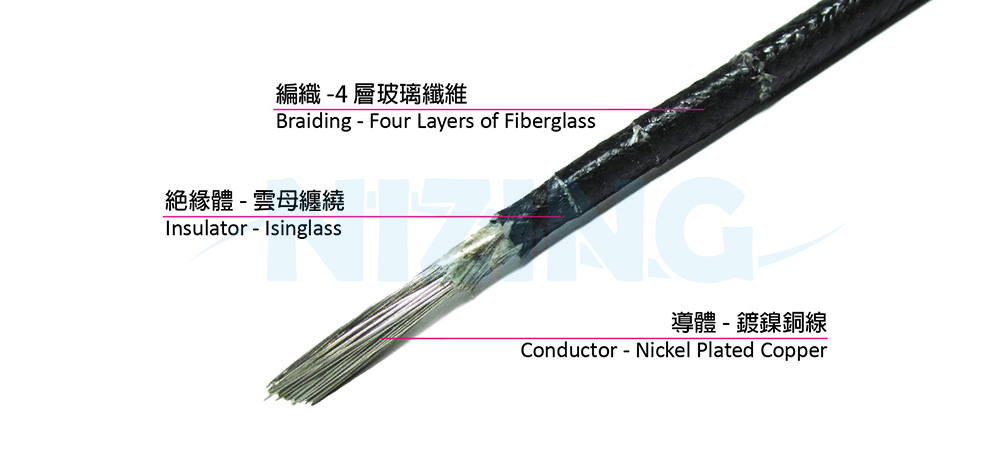 編織 -4 層玻璃纖維
Braiding - Four Layers of Fiberglass
絕緣體 - 雲母纏繞
Insulator - Isinglass
NIZING
導體 - 鍍鎳銅線
Conductor - Nickel Plated Copper